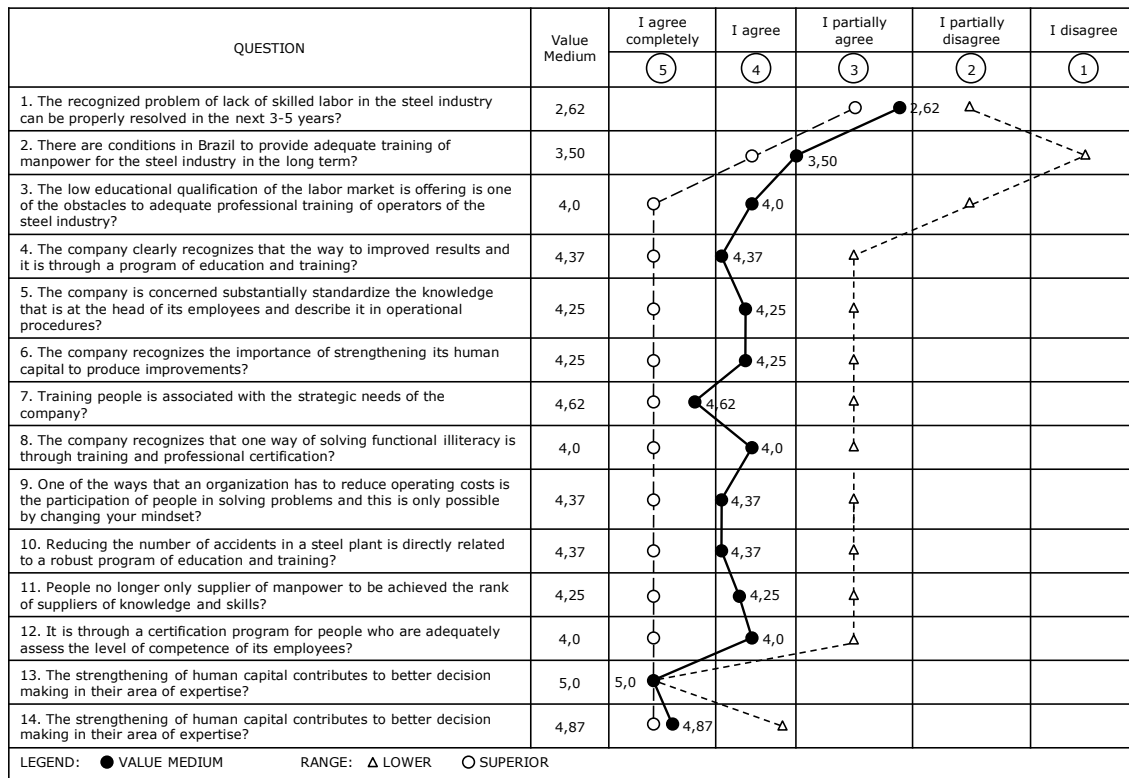 QUESTION
Value
Medium
I agree
completely
I agree
I partially
agree
I partially
disagree
I disagree
5
4
3
2
1
1. The recognized problem of lack of skilled labor in the steel industry
can be properly resolved in the next 3-5 years?
2,62
2,62
2. There are conditions in Brazil to provide adequate training of
manpower for the steel industry in the long term?
3,50
3,50
3. The low educational qualification of the labor market is offering is one
of the obstacles to adequate professional training of operators of the
steel industry?
4,0
4,0
4. The company clearly recognizes that the way to improved results and
it is through a program of education and training?
4,37
4,37
5. The company is concerned substantially standardize the knowledge
that is at the head of its employees and describe it in operational
procedures?
4,25
4,25
6. The company recognizes the importance of strengthening its human
capital to produce improvements?
4,25
4,25
7. Training people is associated with the strategic needs of the
company?
4,62
4,62
8. The company recognizes that one way of solving functional illiteracy is
through training and professional certification?
4,0
4,0
9. One of the ways that an organization has to reduce operating costs is
the participation of people in solving problems and this is only possible
by changing your mindset?
4,37
4,37
10. Reducing the number of accidents in a steel plant is directly related
to a robust program of education and training?
4,37
4,37
11. People no longer only supplier of manpower to be achieved the rank
of suppliers of knowledge and skills?
4,25
4,25
12. It is through a certification program for people who are adequately
assess the level of competence of its employees?
4,0
4,0
13. The strengthening of human capital contributes to better decision
making in their area of expertise?
5,0
5,0
14. The strengthening of human capital contributes to better decision
making in their area of expertise?
4,87
4,87
LEGEND: VALUE MEDIUM RANGE: LOWER SUPERIOR